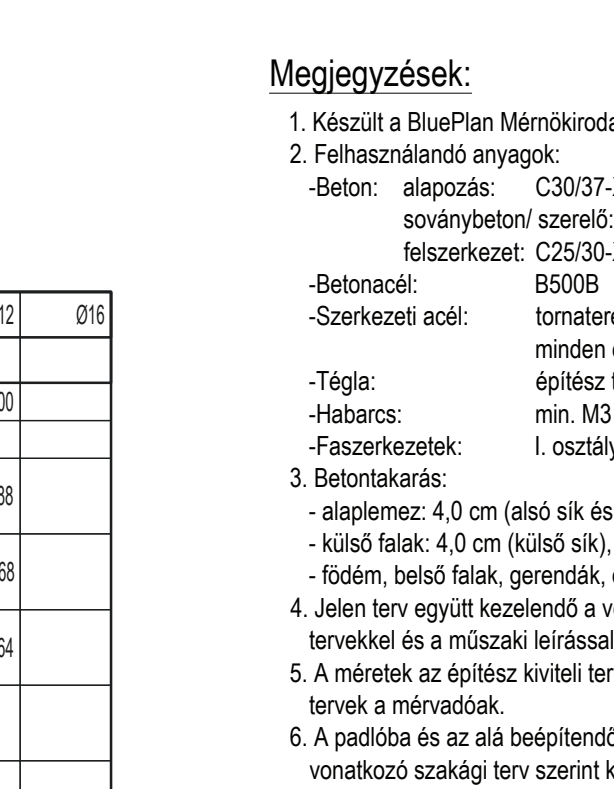 Megjegyzések:
1. Készült a BluePlan Mérnökiroda
2. Felhasználandó anyagok:
-Beton: alapozás: C30/37-
soványbeton/ szerelő:
felszerkezet: C25/30-
-Betonacél: B500B
12 Ø16
-Szerkezeti acél: tornatere
minden
-Tégla: építész
00
-Habarcs: min. M3
-Faszerkezetek: I. osztály
3. Betontakarás:
38
- alaplemez: 4,0 cm (alsó sík és
- külső falak: 4,0 cm (külső sík),
68
- födém, belső falak, gerendák,
4. Jelen terv együtt kezelendő a
64
tervekkel és a műszaki leírással
5. A méretek az építész kiviteli ter
tervek a mérvadóak.
6. A padlóba és az alá beépítendő
vonatkozó szakági terv szerint k